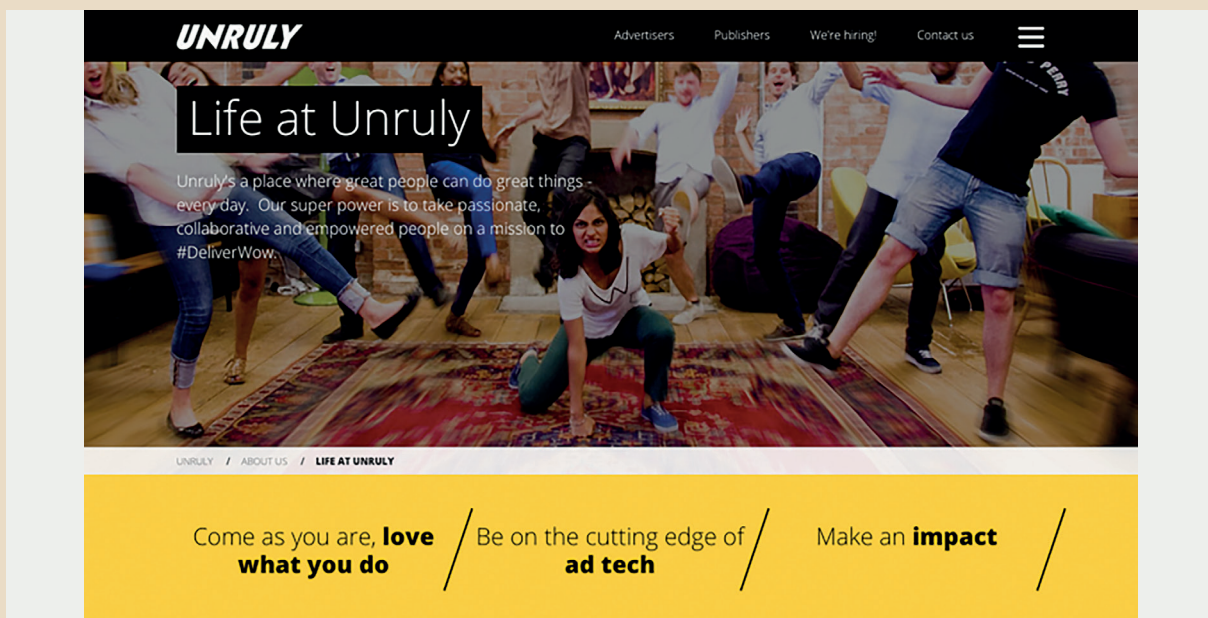 UNRULY
Advertisers
Publishers
We're hiring!
Contact us
PERRY
Life at Unruly
Unruly's a place where great people can do great things -
every day.  Our super power is to take passionate,
collaborative and empowered people on a mission to
#DeliverWow.
UNRULY / ABOUT US / LIFE AT UNRULY
Come as you are, love
what you do
Be on the cutting edge of
ad tech
Make an impact